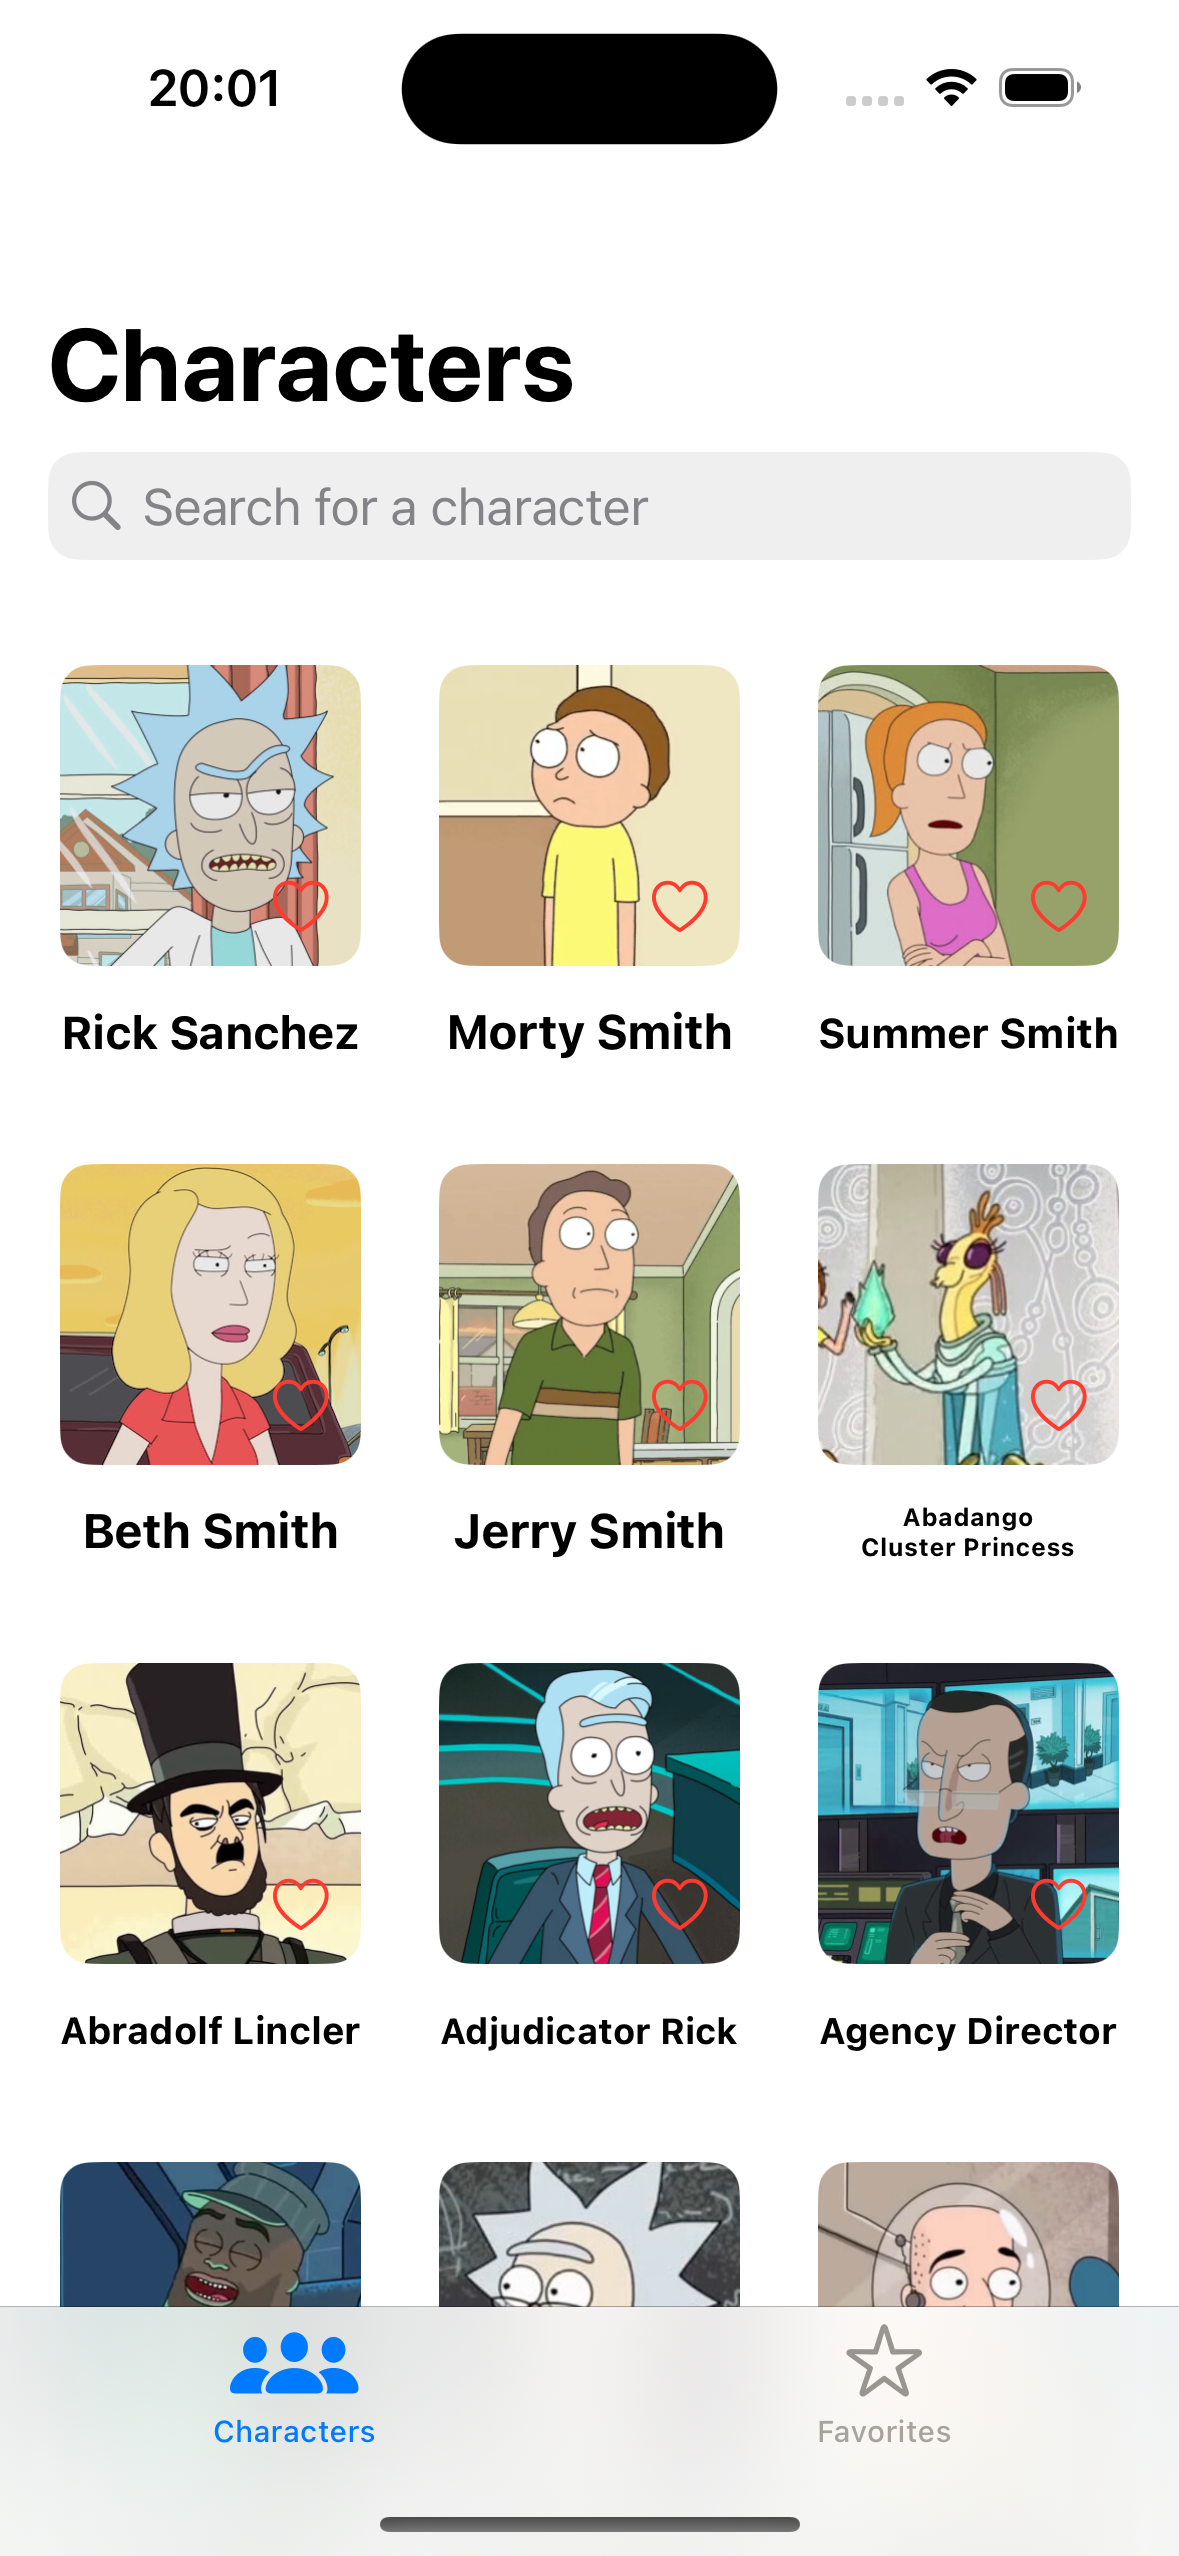 20:01
Characters
Search for a character
Rick Sanchez
Morty Smith
Summer Smith
Beth Smith
Jerry Smith
Abadango
Cluster Princess
Abradolf Lincler
Adjudicator Rick
Agency Director
Characters
Favorites